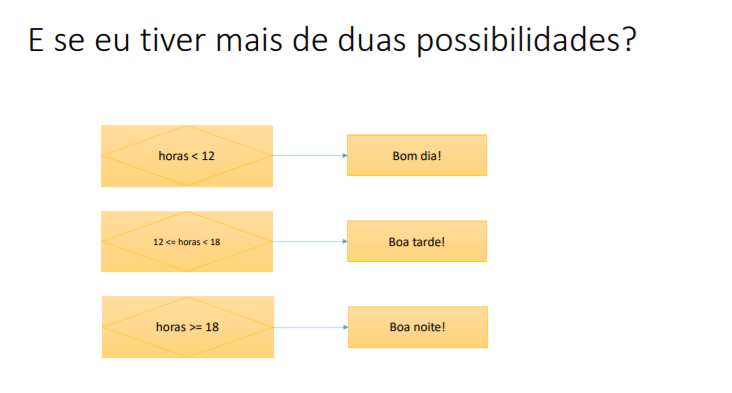 E se eu tiver mais de duas possibilidades?
horas < 12
Bom dia!
12 <= horas < 18
Boa tarde!
horas >= 18
Boa noite!